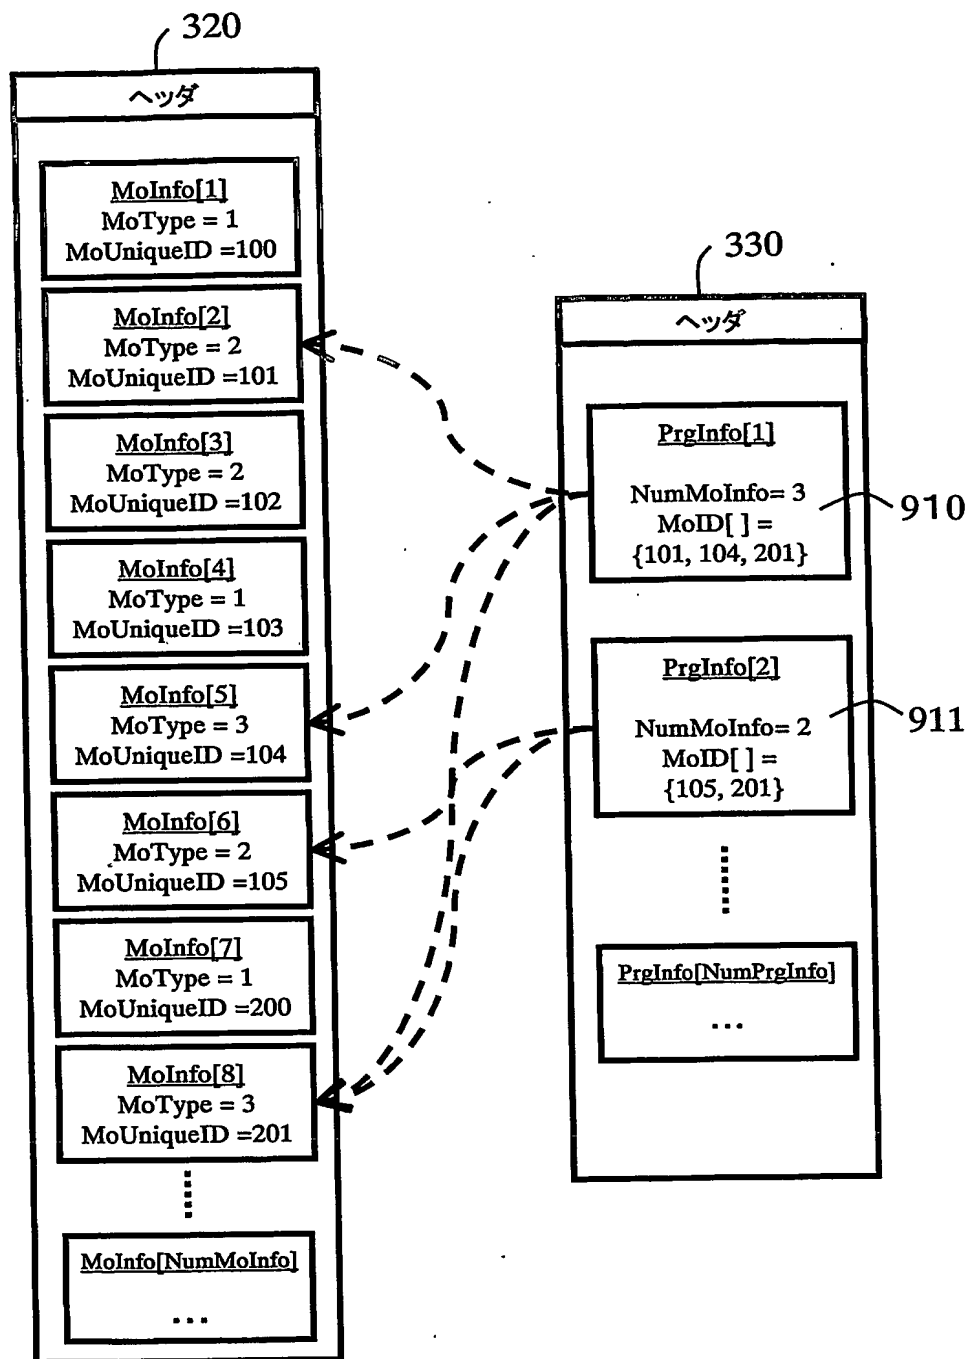 320
ヘッダ
MoInfo[1]
MoType = 1
MoUniqueID =100
MoInfo[2]
MoType = 2
MoUniqueID =101
MoInfo[3]
MoType = 2
MoUniqueID =102
MoInfo[4]
MoType = 1
MoUniqueID =103
MoInfo[5]
MoType = 3
MoUniqueID =104
MoInfo[6]
MoType = 2
MoUniqueID =105
MoInfo[7]
MoType = 1
MoUniqueID =200
MoInfo[8]
MoType = 3
MoUniqueID =201
MoInfo[NumMoInfo]
...
330
ヘッダ
PrgInfo[1]
NumMoInfo= 3
MoID[ ] =
{101, 104, 201}
910
PrgInfo[2]
NumMoInfo= 2
MoID[ ] =
{105, 201}
911
PrgInfo[NumPrgInfo]
...